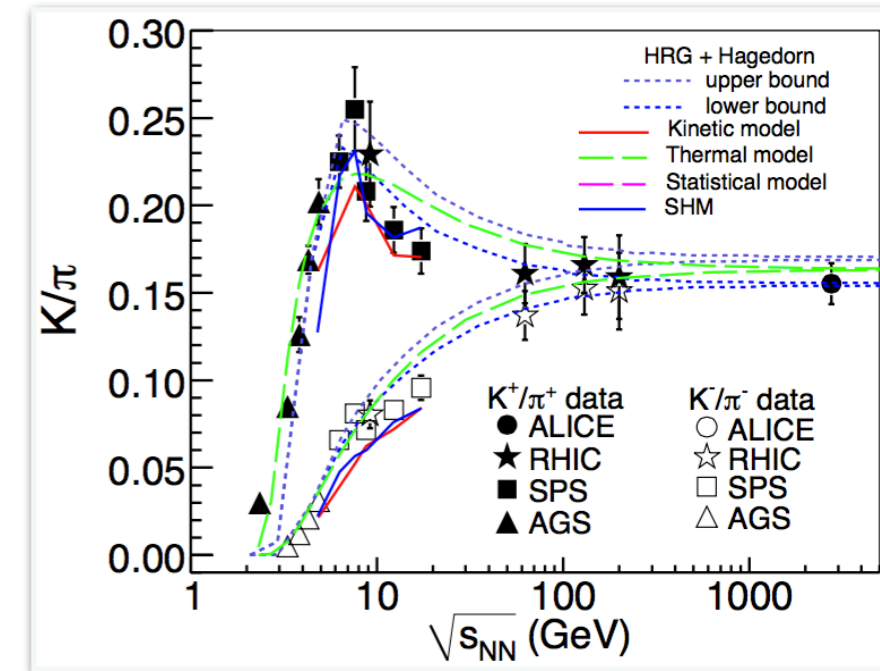 0.30
0.25
0.20
0.15
0.10
0.05
0.00
K/π
HRG + Hagedorn
upper bound
lower bound
Kinetic model
Thermal model
Statistical model
SHM
K⁺/π⁺ data
ALICE
RHIC
SPS
AGS
K⁻/π⁻ data
ALICE
RHIC
SPS
AGS
1 10 100 1000
√sNN (GeV)